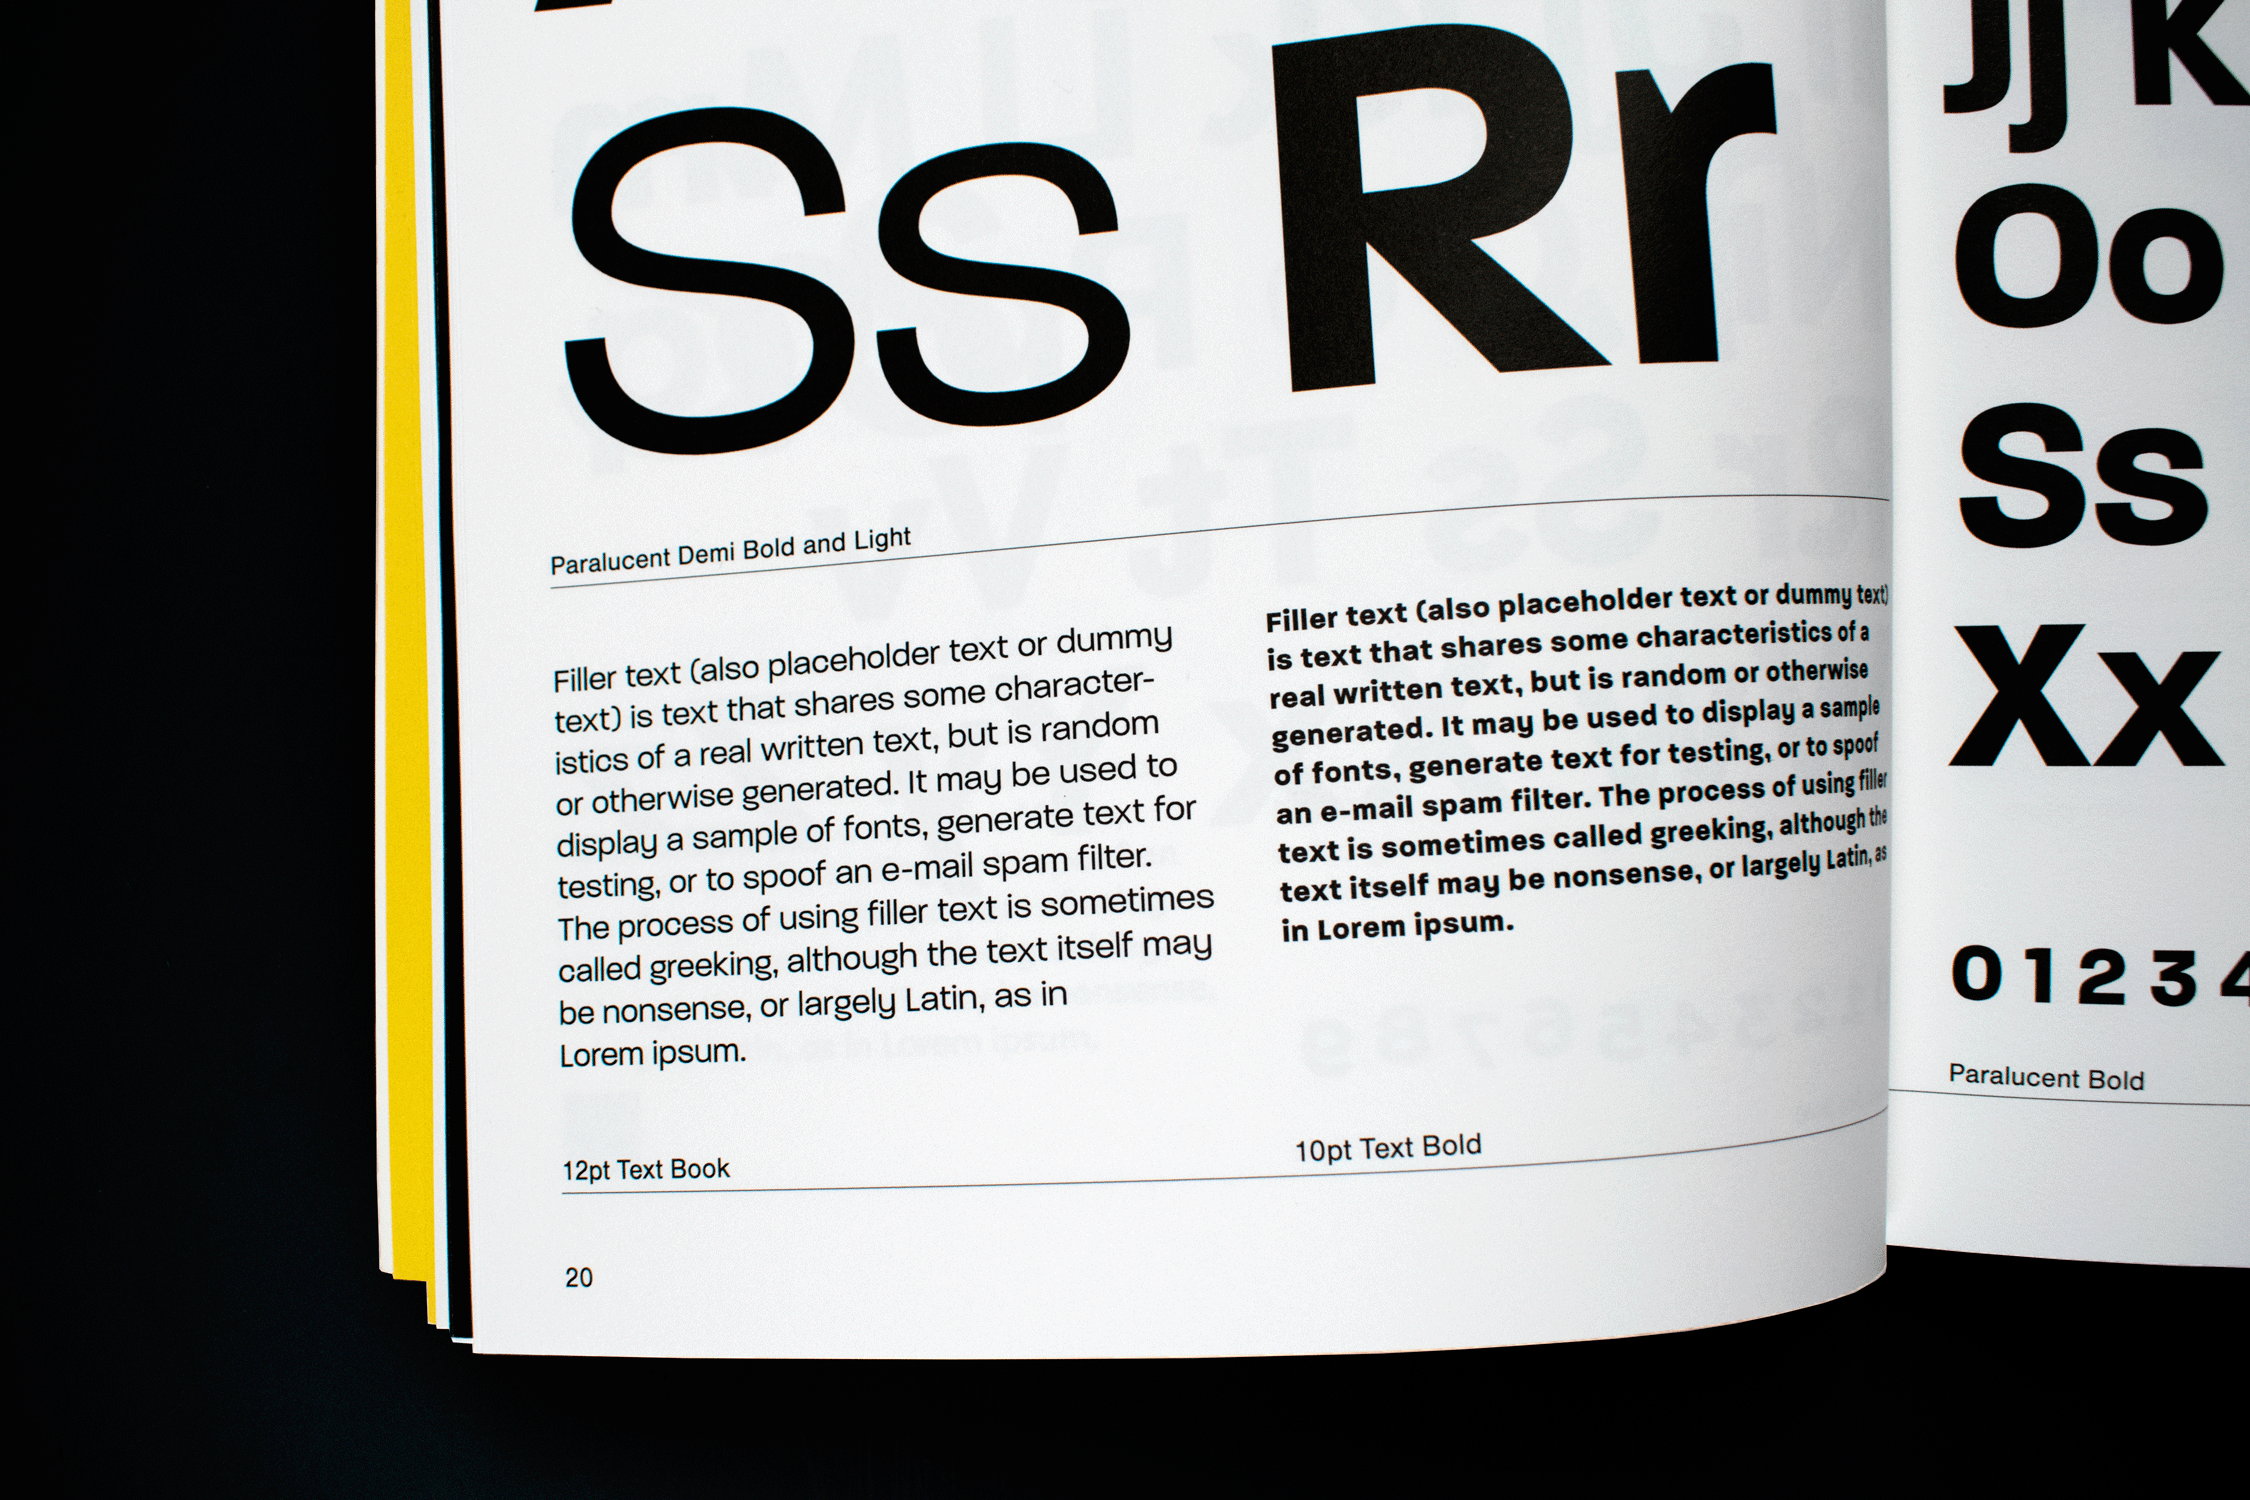 Ss Rr
Paralucent Demi Bold and Light
Filler text (also placeholder text or dummy
text) is text that shares some character-
istics of a real written text, but is random
or otherwise generated. It may be used to
display a sample of fonts, generate text for
testing, or to spoof an e-mail spam filter.
The process of using filler text is sometimes
called greeking, although the text itself may
be nonsense, or largely Latin, as in
Lorem ipsum.
12pt Text Book
Filler text (also placeholder text or dummy text)
is text that shares some characteristics of a
real written text, but is random or otherwise
generated. It may be used to display a sample
of fonts, generate text for testing, or to spoof
an e-mail spam filter. The process of using filler
text is sometimes called greeking, although the
text itself may be nonsense, or largely Latin, as
in Lorem ipsum.
10pt Text Bold
20
Jj K
Oo
Ss
Xx
0 1 2 3 4
Paralucent Bold